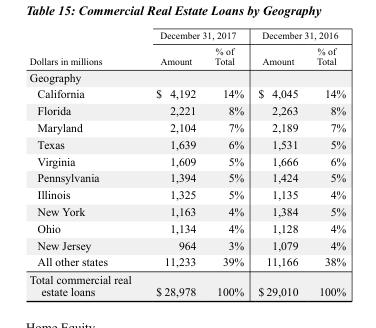 Table 15: Commercial Real Estate Loans by Geography
December 31, 2017 December 31, 2016
Dollars in millions Amount % of Total Amount % of Total
Geography
California $ 4,192 14% $ 4,045 14%
Florida 2,221 8% 2,263 8%
Maryland 2,104 7% 2,189 7%
Texas 1,639 6% 1,531 5%
Virginia 1,609 5% 1,666 6%
Pennsylvania 1,394 5% 1,424 5%
Illinois 1,325 5% 1,135 4%
New York 1,163 4% 1,384 5%
Ohio 1,134 4% 1,128 4%
New Jersey 964 3% 1,079 4%
All other states 11,233 39% 11,166 38%
Total commercial real
estate loans $ 28,978 100% $ 29,010 100%
Home Equity